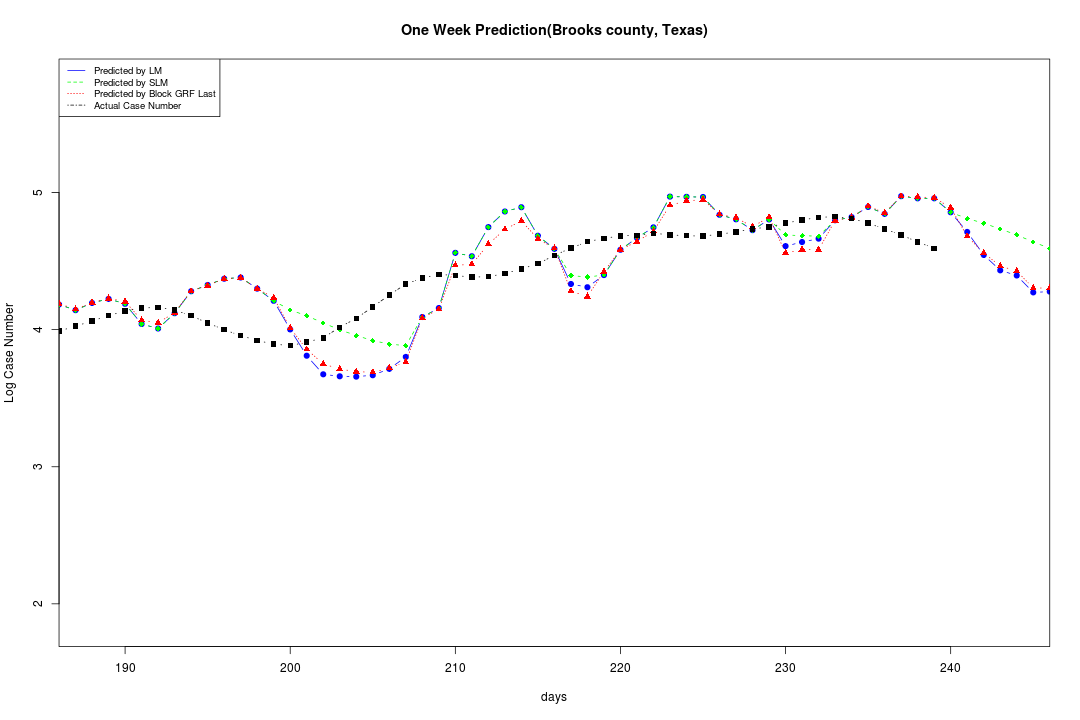 One Week Prediction(Brooks county, Texas)
Predicted by LM
Predicted by SLM
Predicted by Block GRF Last
Actual Case Number
5
4
3
2
Log Case Number
190 200 210 220 230 240
days